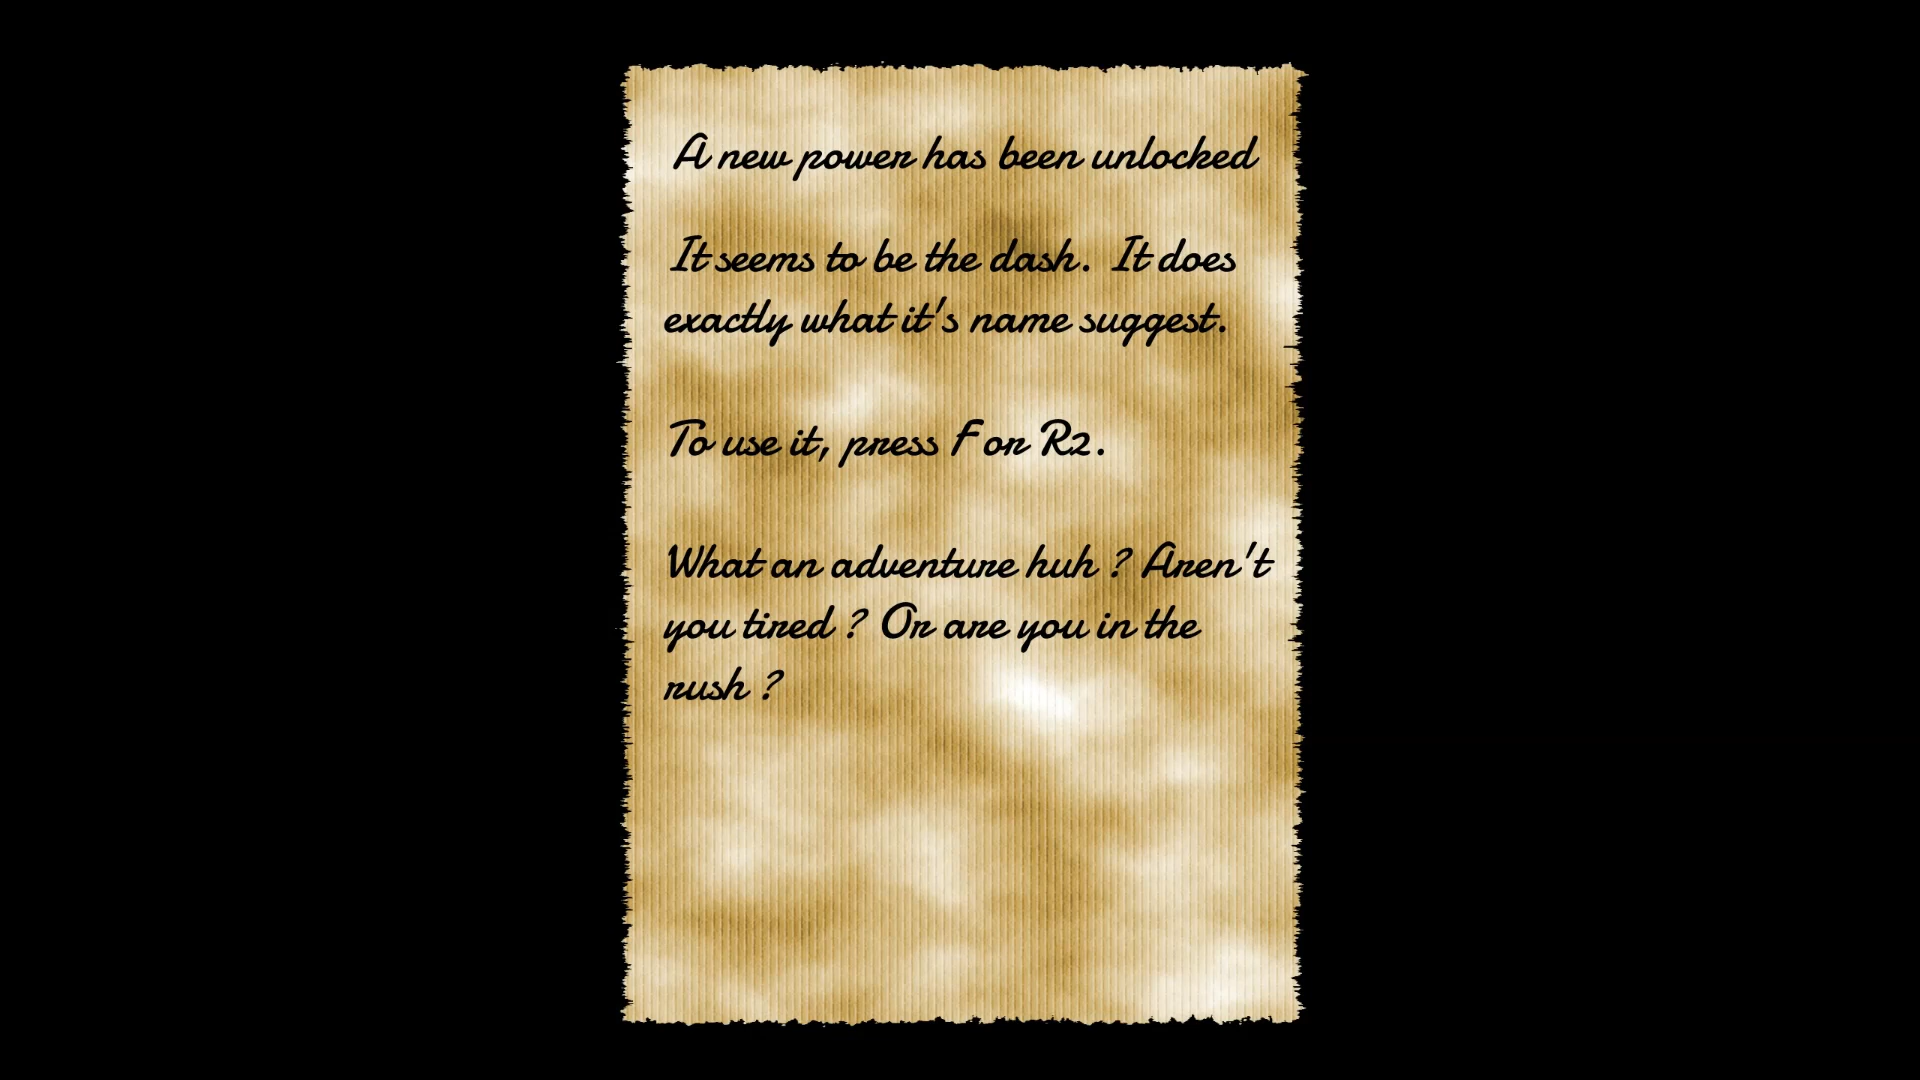 A new power has been unlocked
It seems to be the dash. It does
exactly what it's name suggest.
To use it, press F or R2.
What an adventure huh ? Aren't
you tired ? Or are you in the
rush ?